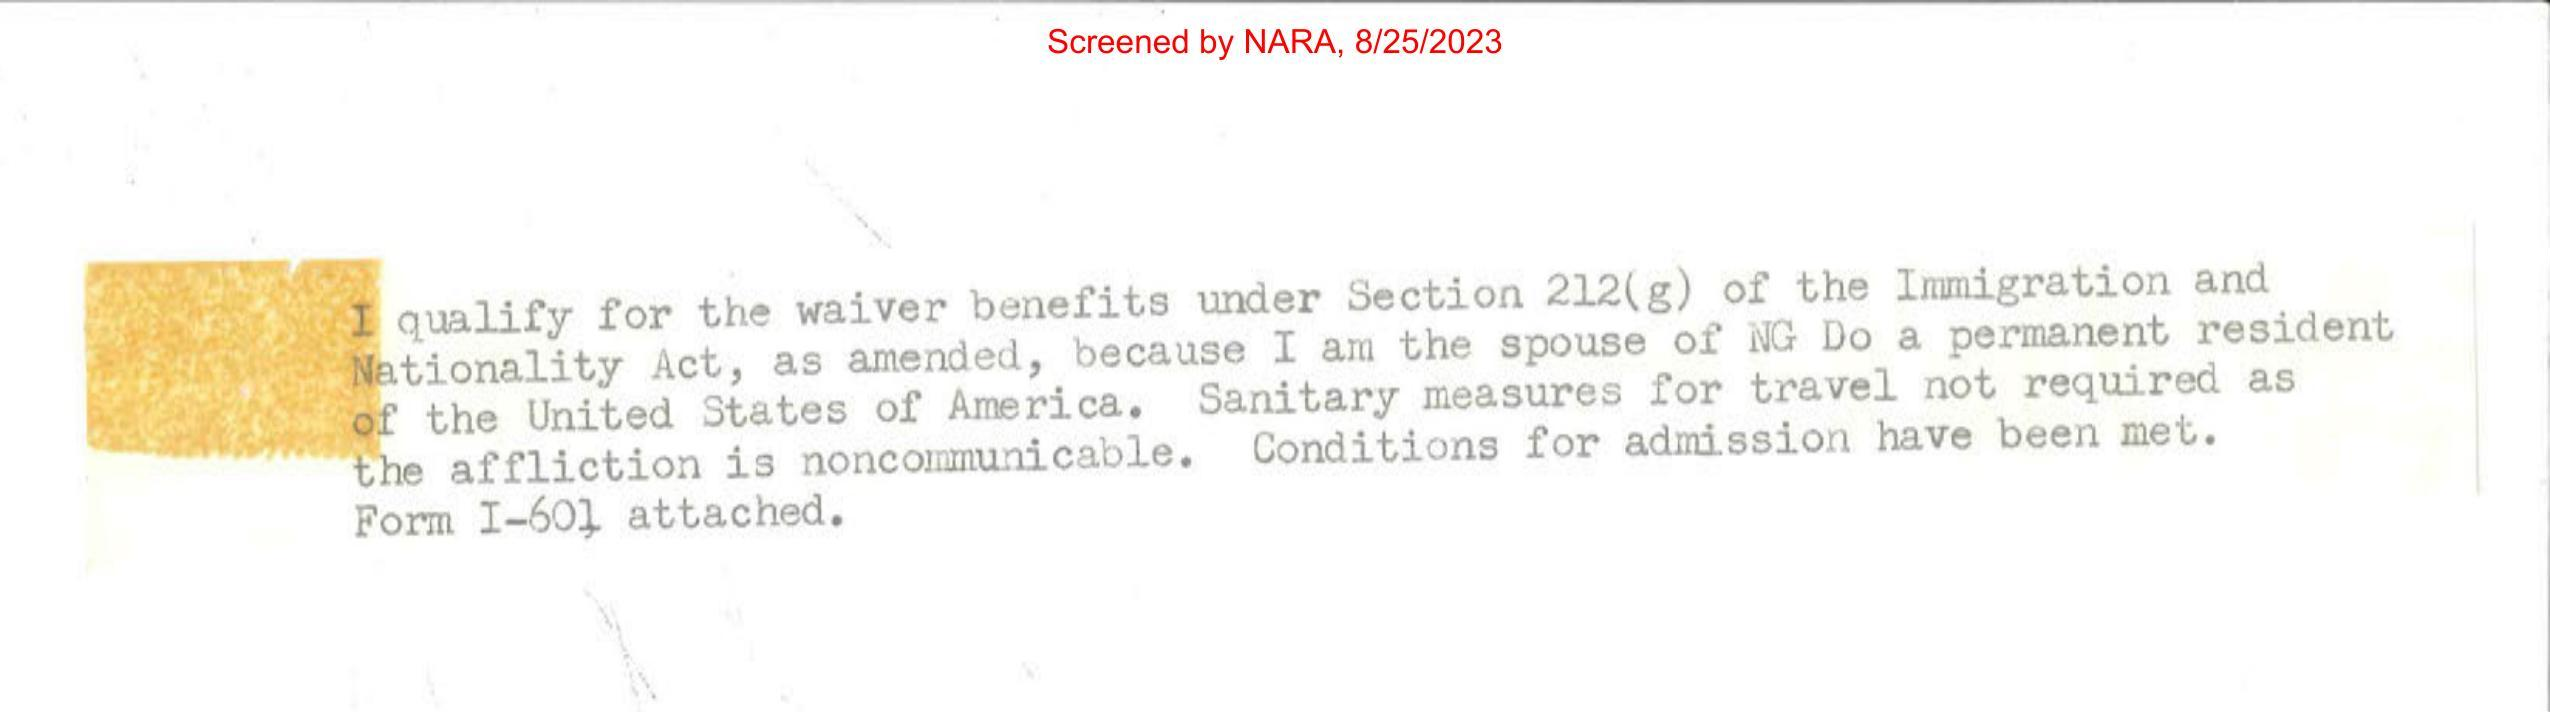 Screened by NARA, 8/25/2023
I qualify for the waiver benefits under Section 212(g) of the Immigration and
Nationality Act, as amended, because I am the spouse of NG Do a permanent resident
of the United States of America. Sanitary measures for travel not required as
the affliction is noncommunicable. Conditions for admission have been met.
Form I-601 attached.